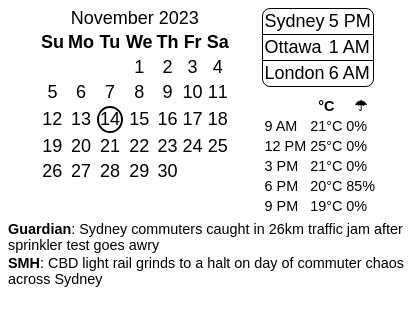 November 2023
Su Mo Tu We Th Fr Sa
1 2 3 4
5 6 7 8 9 10 11
12 13 14 15 16 17 18
19 20 21 22 23 24 25
26 27 28 29 30
Sydney 5 PM
Ottawa 1 AM
London 6 AM
°C ☂
9 AM 21°C 0%
12 PM 25°C 0%
3 PM 21°C 0%
6 PM 20°C 85%
9 PM 19°C 0%
Guardian: Sydney commuters caught in 26km traffic jam after
sprinkler test goes awry
SMH: CBD light rail grinds to a halt on day of commuter chaos
across Sydney